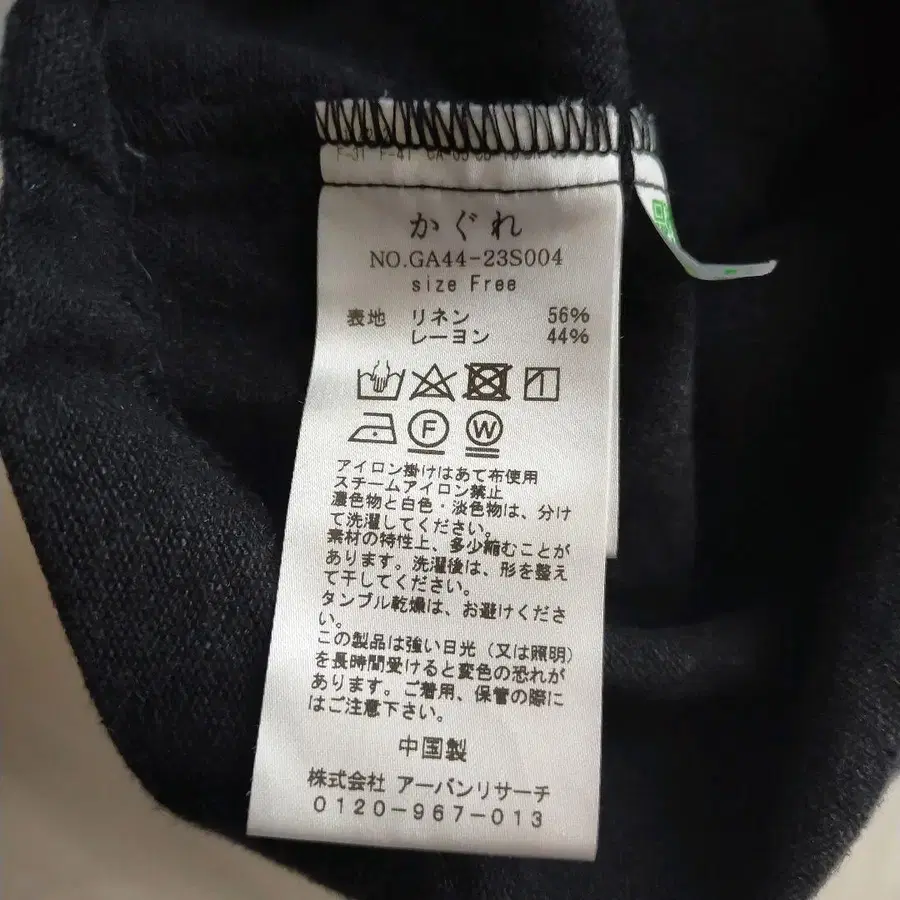 かぐれ
NO.GA44-23S004
size Free
表地 リネン 56%
レーヨン 44%
F W
アイロン掛けはあて布使用
スチームアイロン禁止
濃色物と白色・淡色物は、分け
て洗濯してください。
素材の特性上、多少縮むことが
あります。洗濯後は、形を整え
て干してください。
タンブル乾燥は、お避けくださ
い。
この製品は強い日光(又は照明)
を長時間受けると変色の恐れが
あります。ご着用、保管の際に
はご注意下さい。
中国製
株式会社 アーバンリサーチ
0120-967-013